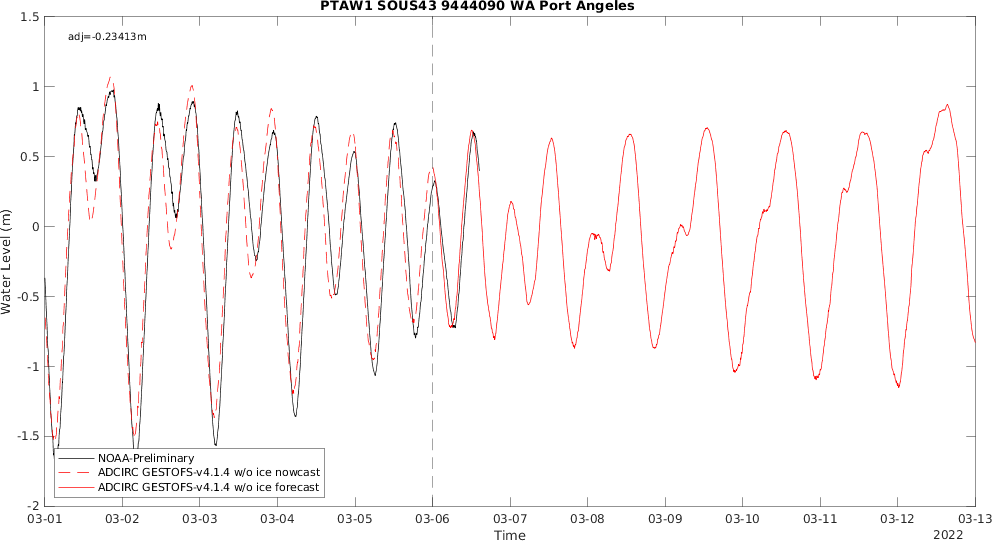 PTAW1 SOUS43 9444090 WA Port Angeles
adj=-0.23413m
1.5
1
0.5
0
-0.5
-1
-1.5
-2
Water Level (m)
NOAA-Preliminary
ADCIRC GESTOFS-v4.1.4 w/o ice nowcast
ADCIRC GESTOFS-v4.1.4 w/o ice forecast
03-01 03-02 03-03 03-04 03-05 03-06 03-07 03-08 03-09 03-10 03-11 03-12 03-13
Time
2022